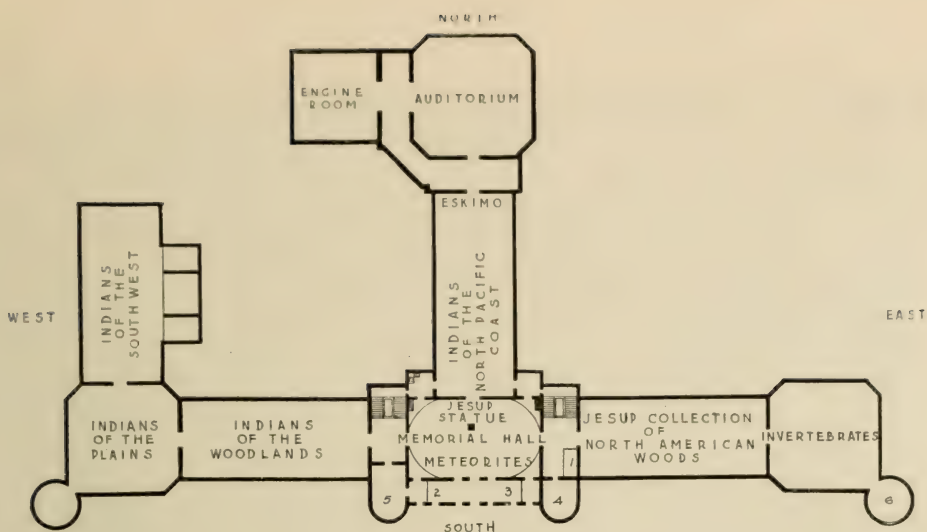 NORTH
ENGINE
ROOM
AUDITORIUM
ESKIMO
INDIANS
OF THE
SOUTHWEST
INDIANS
OF THE
NORTH PACIFIC
COAST
WEST
EAST
INDIANS
OF THE
PLAINS
INDIANS
OF THE
WOODLANDS
JESUP
STATUE
MEMORIAL HALL
METEORITES
JESUP COLLECTION
OF
NORTH AMERICAN
WOODS
INVERTEBRATES
1
2
3
4
5
6
SOUTH